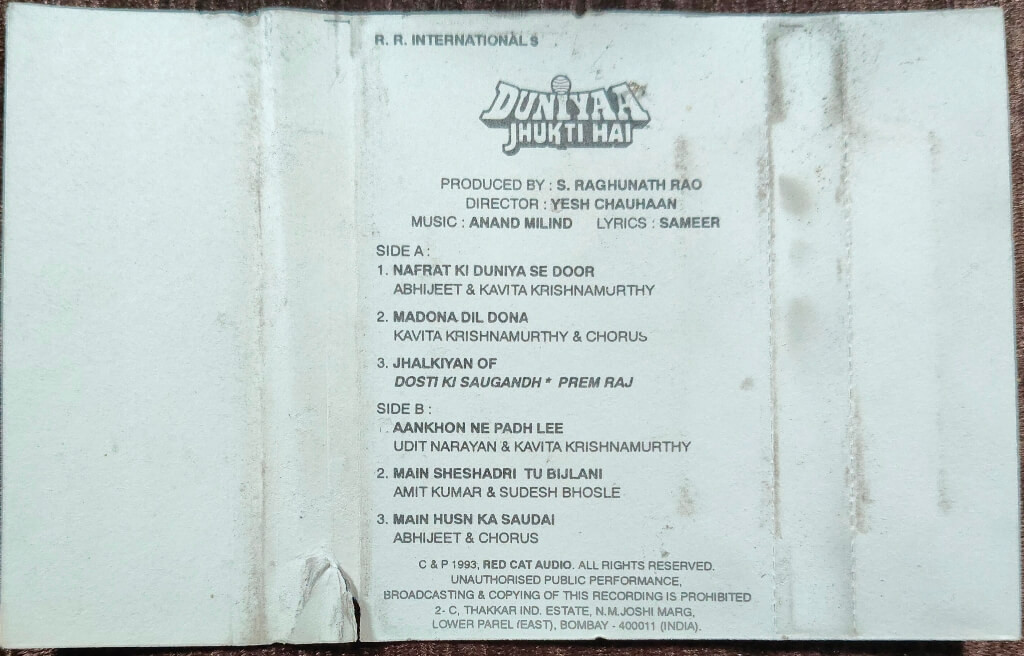 R. R. INTERNATIONALS
DUNIYAA
JHUKTI HAI
PRODUCED BY : S. RAGHUNATH RAO
DIRECTOR : YESH CHAUHAAN
MUSIC : ANAND MILIND LYRICS : SAMEER
SIDE A :
1. NAFRAT KI DUNIYA SE DOOR
ABHIJEET & KAVITA KRISHNAMURTHY
2. MADONA DIL DONA
KAVITA KRISHNAMURTHY & CHORUS
3. JHALKIYAN OF
DOSTI KI SAUGANDH * PREM RAJ
SIDE B :
1. AANKHON NE PADH LEE
UDIT NARAYAN & KAVITA KRISHNAMURTHY
2. MAIN SHESHADRI TU BIJLANI
AMIT KUMAR & SUDESH BHOSLE
3. MAIN HUSN KA SAUDAI
ABHIJEET & CHORUS
C & P 1993, RED CAT AUDIO. ALL RIGHTS RESERVED.
UNAUTHORISED PUBLIC PERFORMANCE,
BROADCASTING & COPYING OF THIS RECORDING IS PROHIBITED
2- C, THAKKAR IND. ESTATE, N.M.JOSHI MARG,
LOWER PAREL (EAST), BOMBAY - 400011 (INDIA).